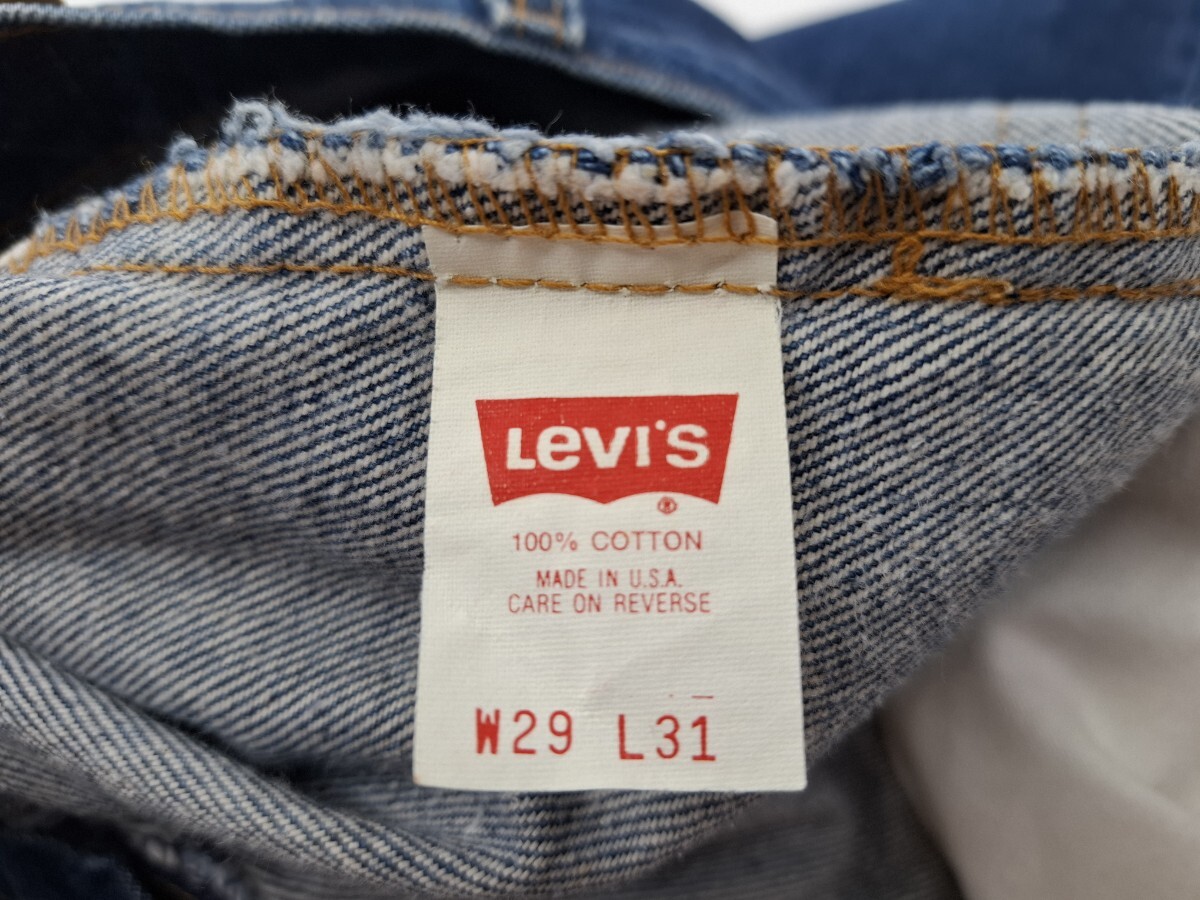 LEVI'S
®
100% COTTON
MADE IN U.S.A.
CARE ON REVERSE
W29 L31